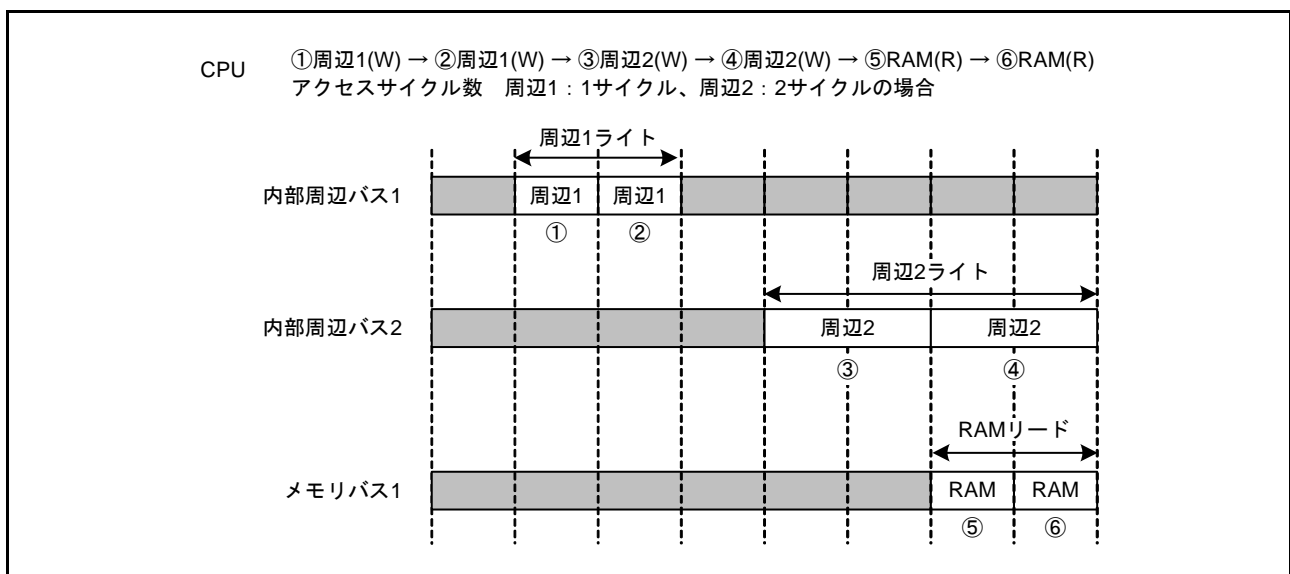 CPU ①周辺1(W) → ②周辺1(W) → ③周辺2(W) → ④周辺2(W) → ⑤RAM(R) → ⑥RAM(R)
アクセスサイクル数　周辺1：1サイクル、周辺2：2サイクルの場合
周辺1ライト
内部周辺バス1 周辺1 周辺1
① ②
周辺2ライト
内部周辺バス2 周辺2 周辺2
③ ④
RAMリード
メモリバス1 RAM RAM
⑤ ⑥